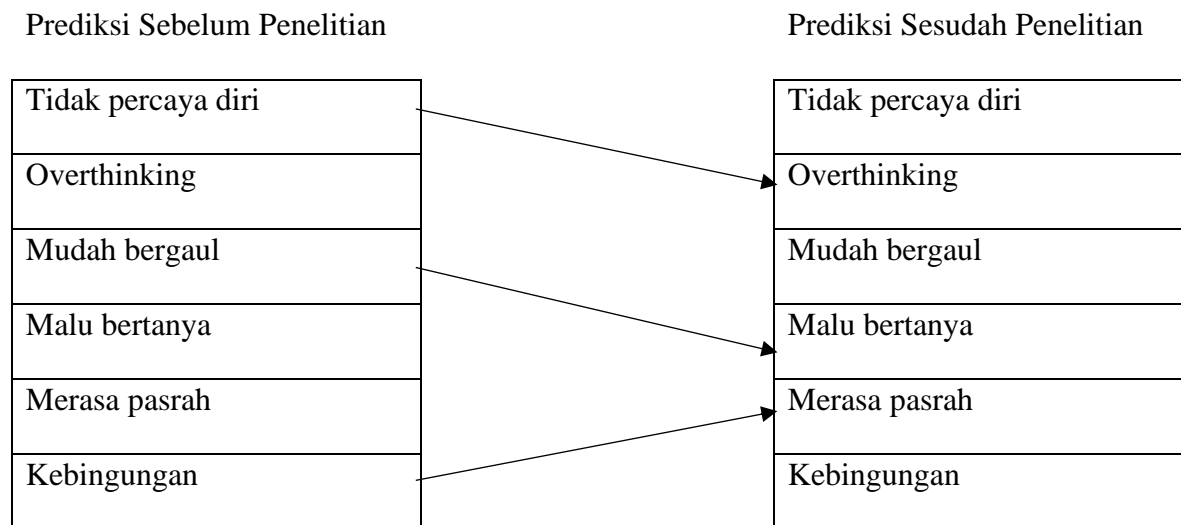 Prediksi Sebelum Penelitian
Tidak percaya diri
Overthinking
Mudah bergaul
Malu bertanya
Merasa pasrah
Kebingungan
Prediksi Sesudah Penelitian
Tidak percaya diri
Overthinking
Mudah bergaul
Malu bertanya
Merasa pasrah
Kebingungan